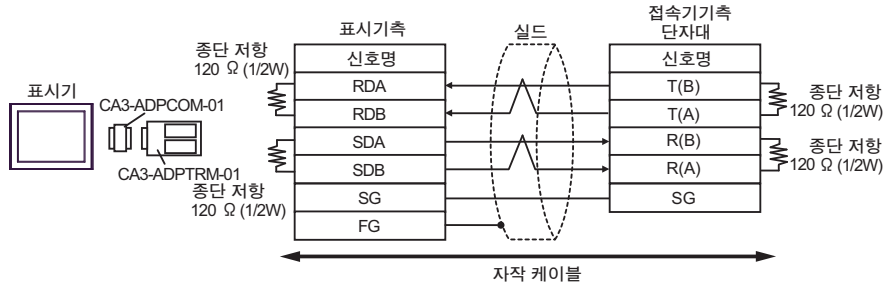 표시기측
실드
접속기기측
단자대
종단 저항
120 Ω (1/2W)
신호명
신호명
RDA
T(B)
표시기
CA3-ADPCOM-01
RDB
T(A)
종단 저항
120 Ω (1/2W)
SDA
R(B)
종단 저항
120 Ω (1/2W)
CA3-ADPTRM-01
SDB
R(A)
종단 저항
120 Ω (1/2W)
SG
SG
FG
자작 케이블